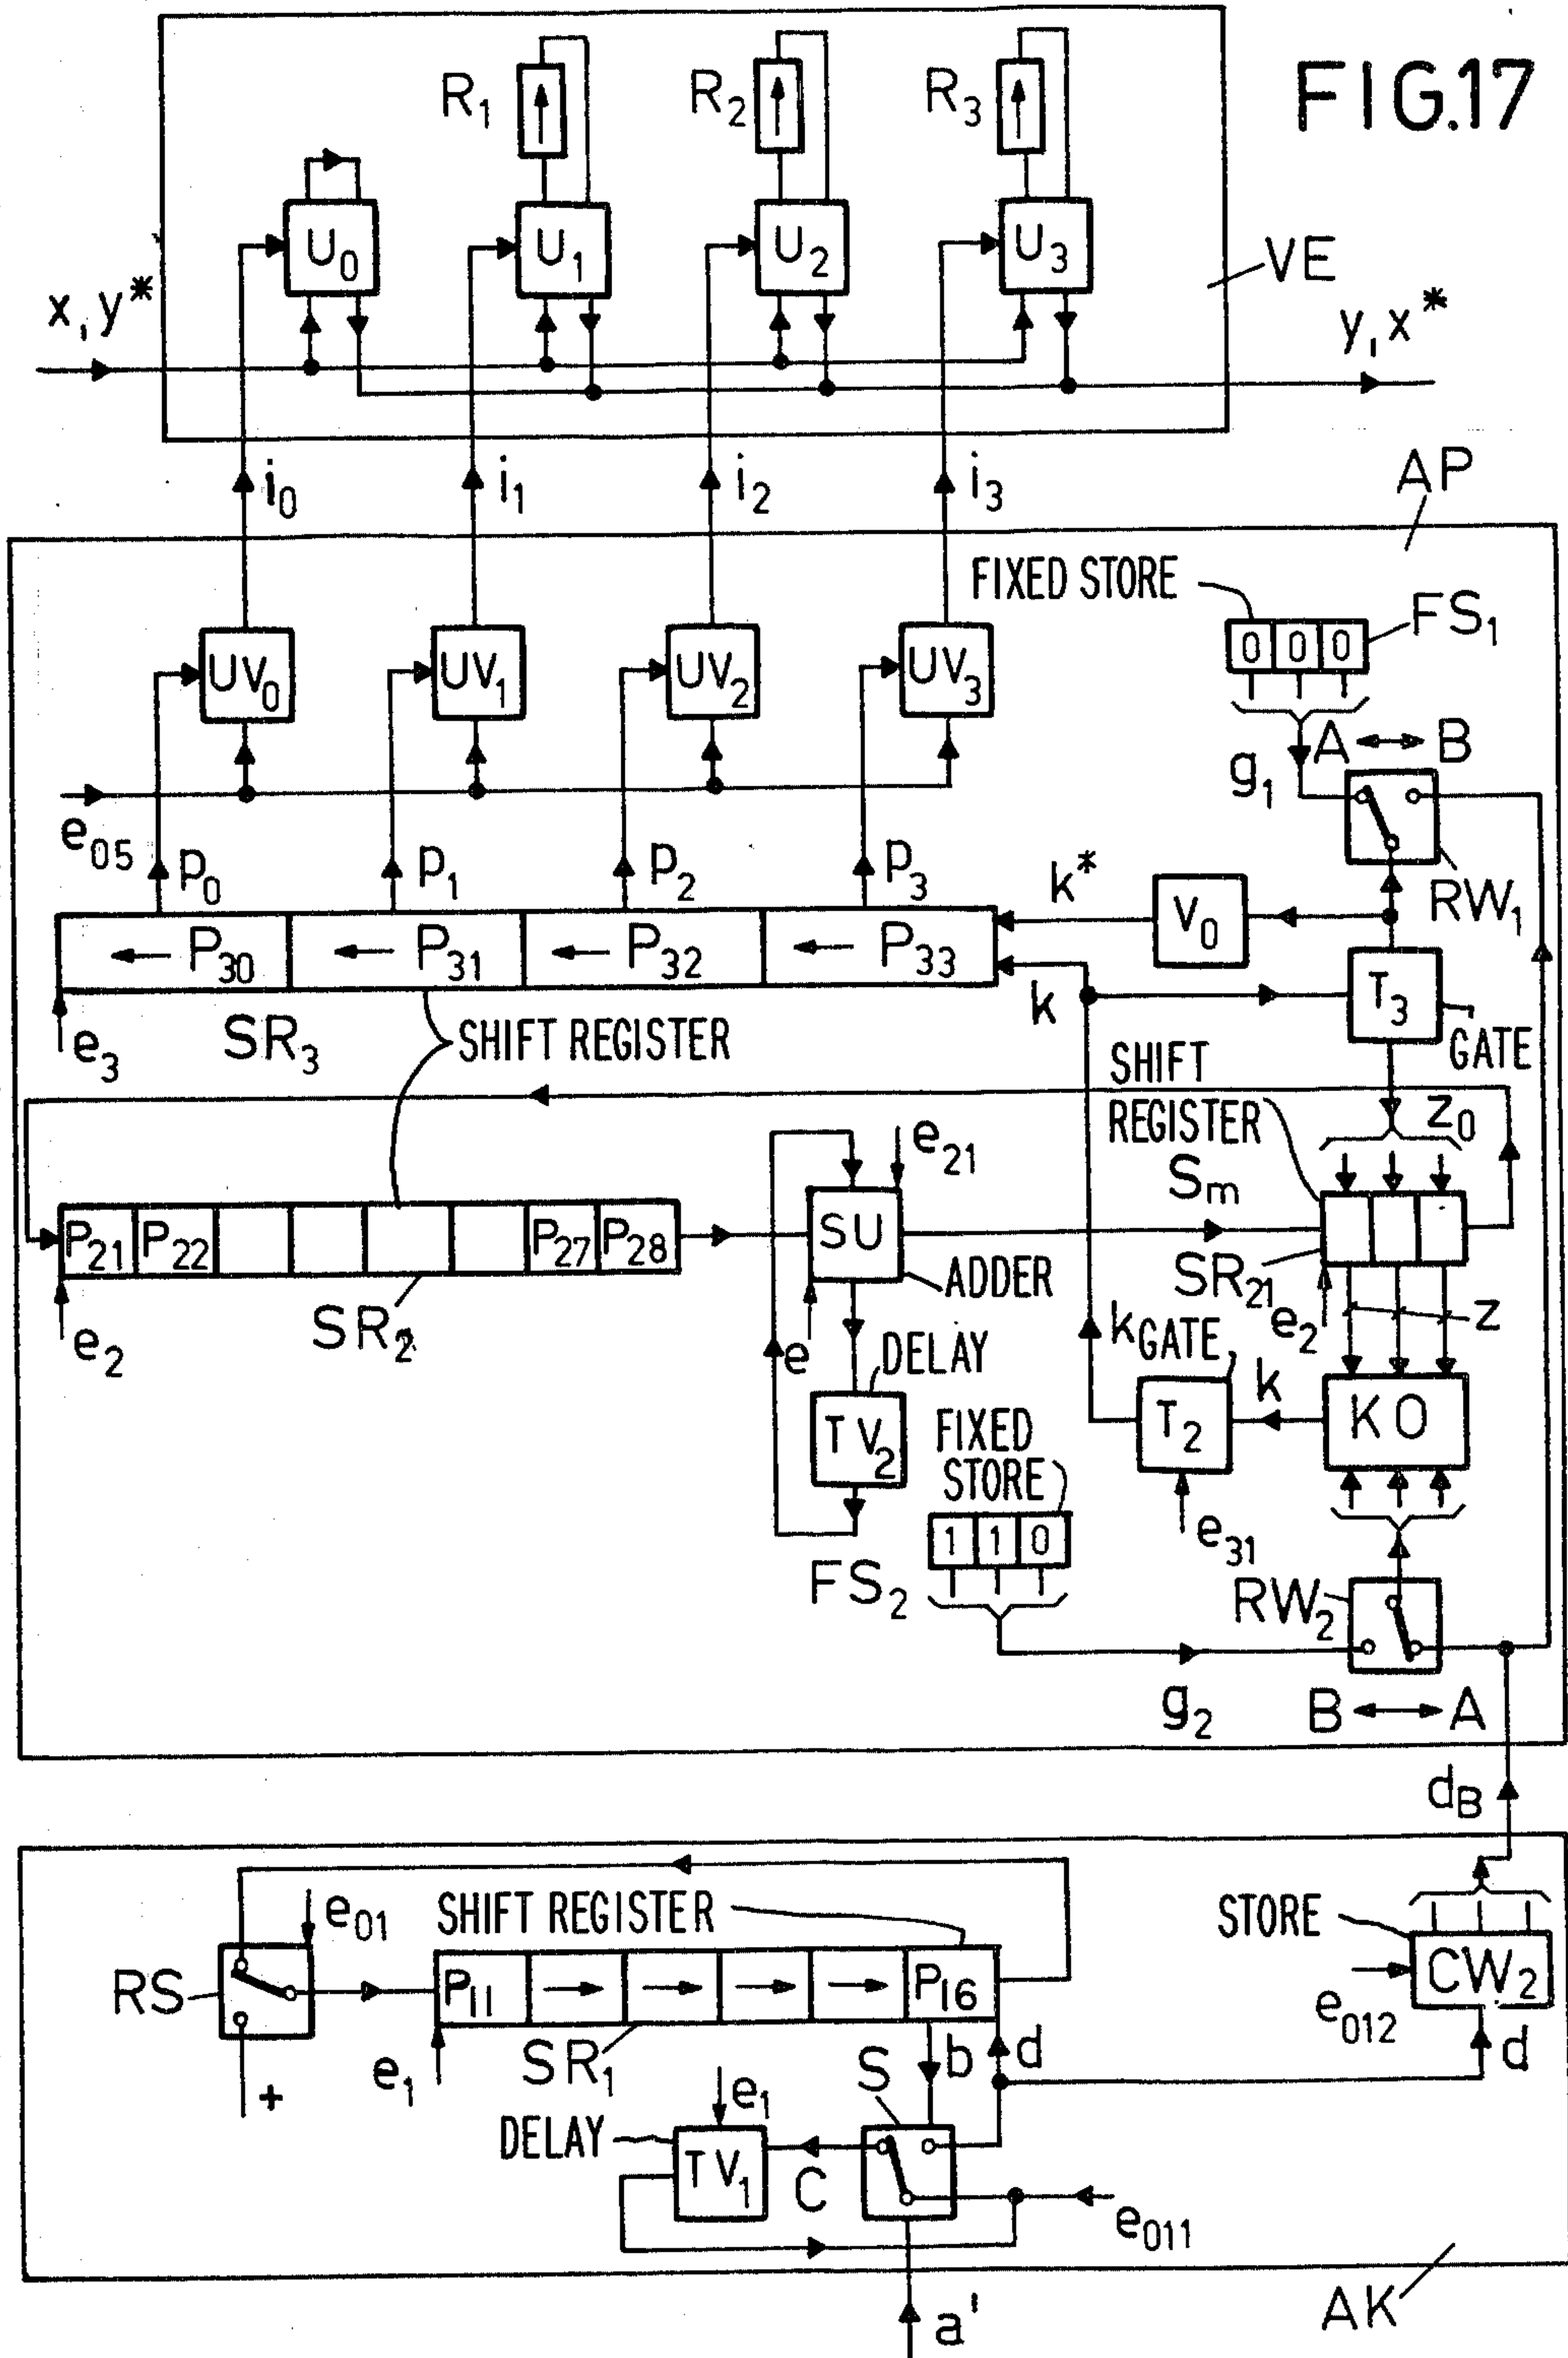 FIG.17
R₁ R₂ R₃
U₀ U₁ U₂ U₃
VE
x, y*
y, x*
i₀ i₁ i₂ i₃
AP
FIXED STORE
FS₁
0 0 0
UV₀ UV₁ UV₂ UV₃
g₁
A B
e₀₅
p₀ p₁ p₂ p₃
k*
V₀
RW₁
P₃₀ P₃₁ P₃₂ P₃₃
k
T₃
GATE
e₃
SR₃
SHIFT REGISTER
SHIFT
REGISTER
z₀
e₂₁
Sₘ
P₂₁ P₂₂ P₂₇ P₂₈
SU
ADDER
SR₂₁
e₂
z
e₂
SR₂
e
DELAY
k
GATE
TV₂
FIXED
STORE
T₂
k
KO
1 1 0
e₃₁
FS₂
RW₂
g₂
B A
d_B
e₀₁
SHIFT REGISTER
STORE
RS
P₁₁ P₁₆
CW₂
e₀₁₂
+
e₁
SR₁
b
d
d
S
e₁
DELAY
TV₁
C
e₀₁₁
AK
a'